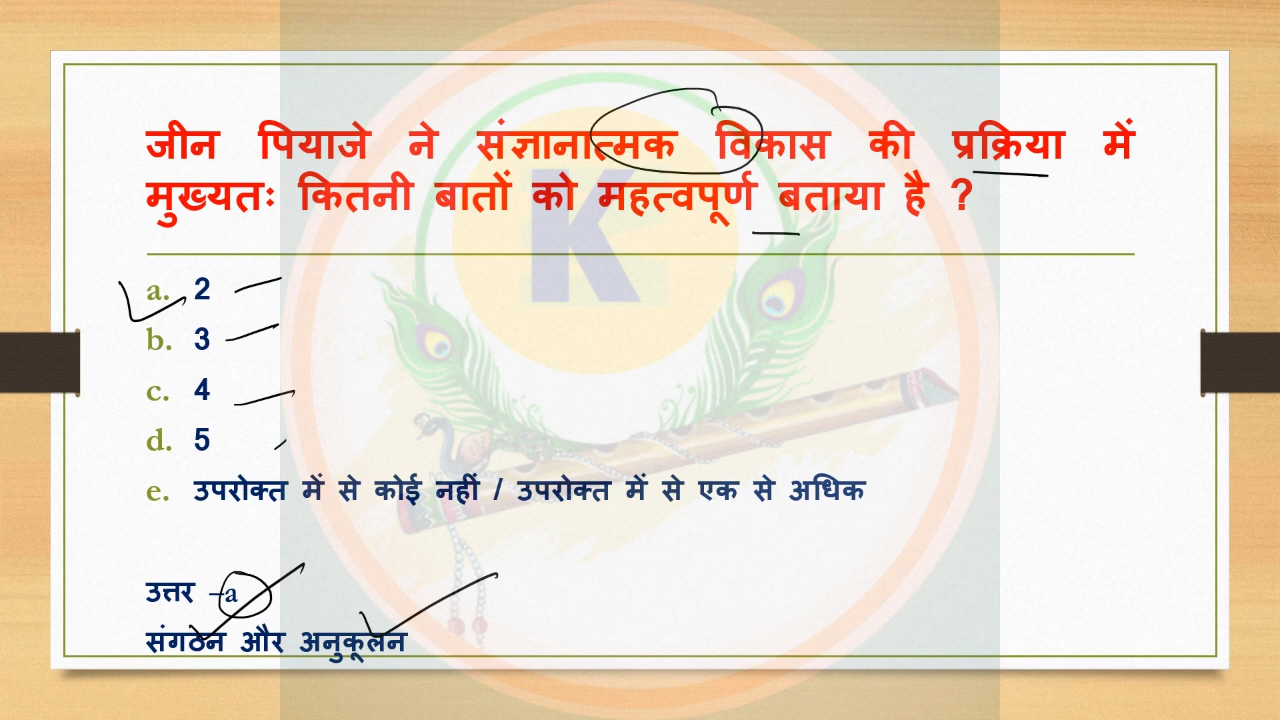 जीन पियाजे ने संज्ञानात्मक विकास की प्रक्रिया में
मुख्यतः कितनी बातों को महत्वपूर्ण बताया है ?
a. 2
b. 3
c. 4
d. 5
e. उपरोक्त में से कोई नहीं / उपरोक्त में से एक से अधिक
उत्तर –a
संगठन और अनुकूलन
K